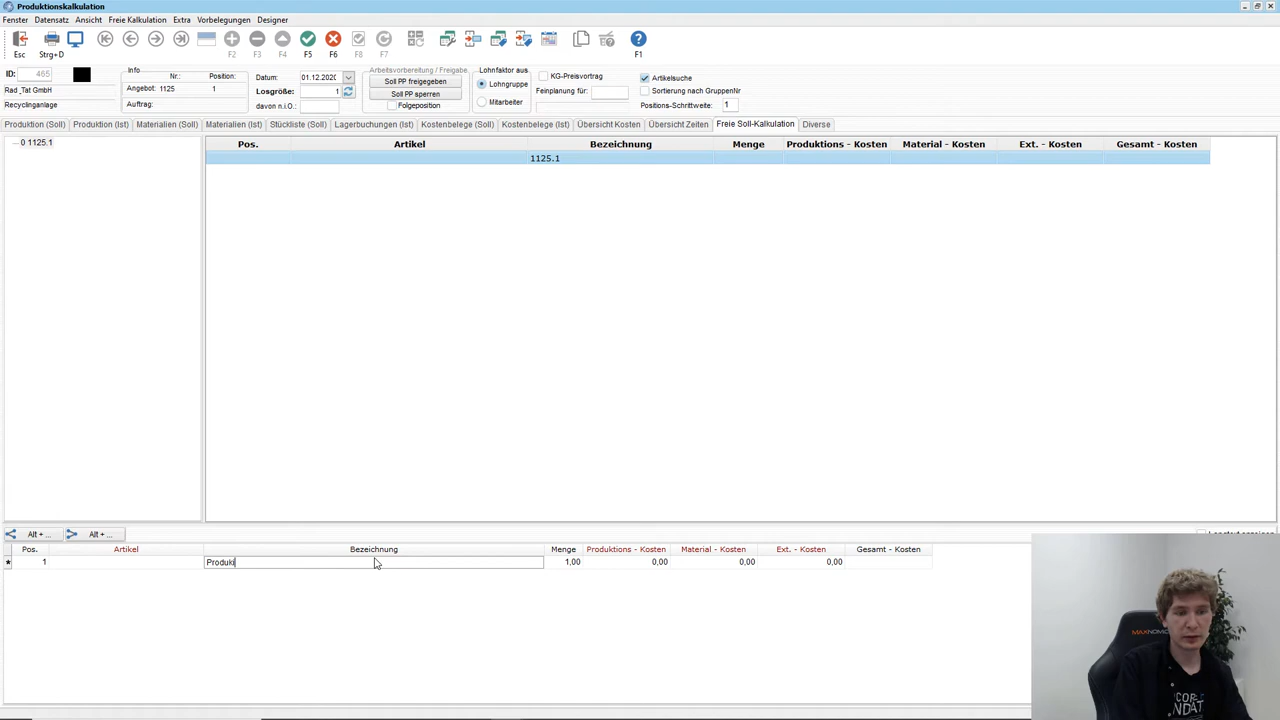 Produktionskalkulation
Fenster Datensatz Ansicht Freie Kalkulation Extra Vorbelegungen Designer
Esc Strg+D F2 F3 F4 F5 F6 F8 F7 F1
ID: 465
Rad ,Tat GmbH
Recyclinganlage
Info
Nr.: Position:
Angebot: 1125 1
Auftrag:
Datum: 01.12.202
Losgröße: 1
davon n.i.O.:
Arbeitsvorbereitung / Freigabe
Soll PP freigegeben
Soll PP sperren
Folgeposition
Lohnfaktor aus
Lohngruppe
Mitarbeiter
KG-Preisvortrag
Feinplanung für:
Artikelsuche
Sortierung nach GruppenNr
Positions-Schrittweite: 1
Produktion (Soll) Produktion (Ist) Materialien (Soll) Materialien (Ist) Stückliste (Soll) Lagerbuchungen (Ist) Kostenbelege (Soll) Kostenbelege (Ist) Übersicht Kosten Übersicht Zeiten Freie Soll-Kalkulation Diverse
0 1125.1
Pos. Artikel Bezeichnung Menge Produktions - Kosten Material - Kosten Ext. - Kosten Gesamt - Kosten
1125.1
Alt + ... Alt + ...
Pos. Artikel Bezeichnung Menge Produktions - Kosten Material - Kosten Ext. - Kosten Gesamt - Kosten
1 Produkt 1,00 0,00 0,00 0,00
MAXNOMIC